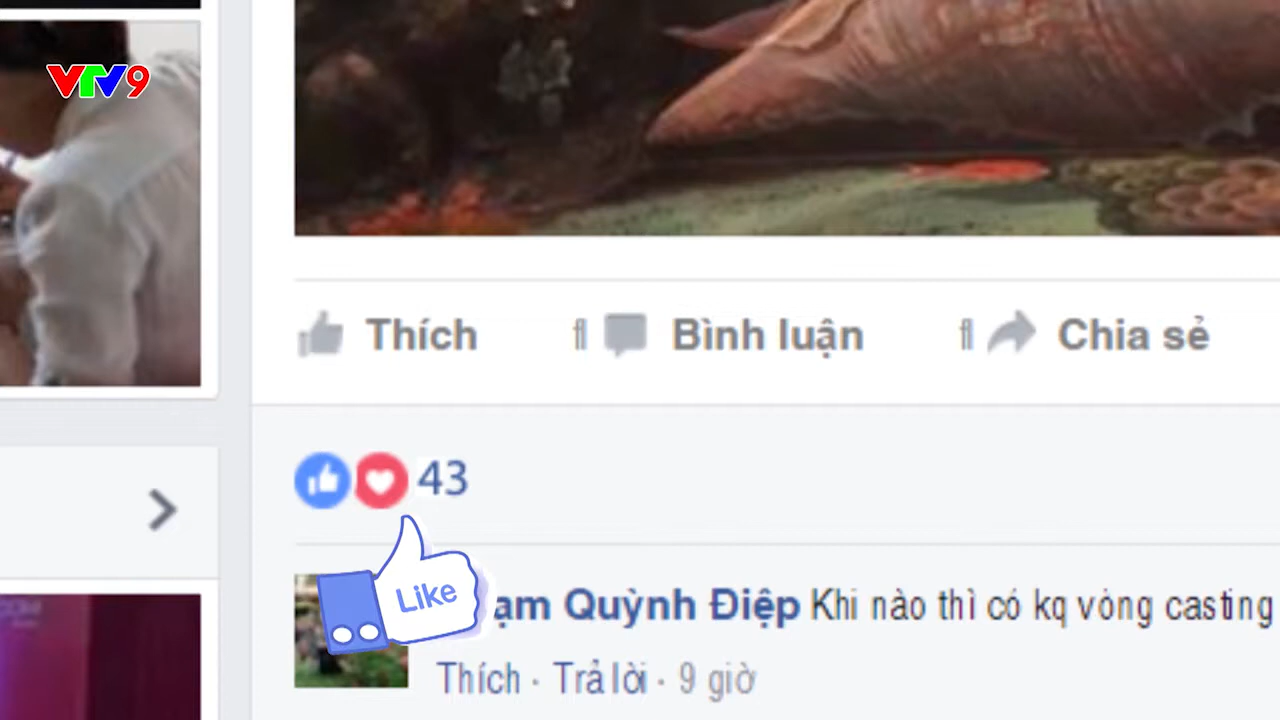 VTV9
Thích Bình luận Chia sẻ
43
Like
ạm Quỳnh Điệp Khi nào thì có kq vòng casting
Thích · Trả lời · 9 giờ